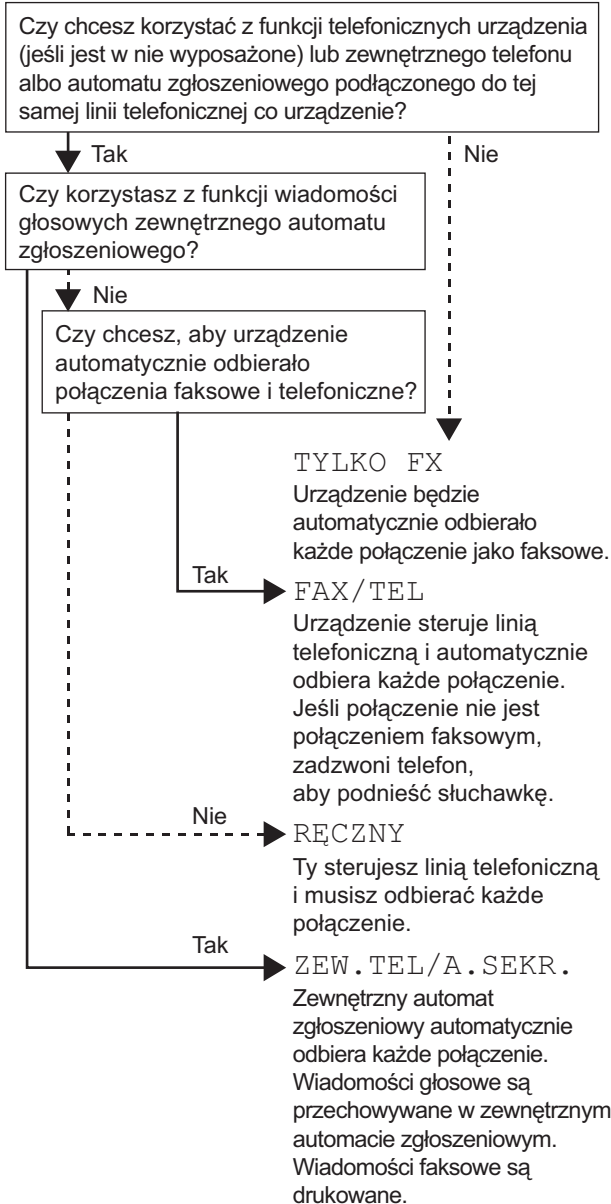 Czy chcesz korzystać z funkcji telefonicznych urządzenia
(jeśli jest w nie wyposażone) lub zewnętrznego telefonu
albo automatu zgłoszeniowego podłączonego do tej
samej linii telefonicznej co urządzenie?
Tak
Nie
Czy korzystasz z funkcji wiadomości
głosowych zewnętrznego automatu
zgłoszeniowego?
Nie
Czy chcesz, aby urządzenie
automatycznie odbierało
połączenia faksowe i telefoniczne?
TYLKO FX
Urządzenie będzie
automatycznie odbierało
każde połączenie jako faksowe.
Tak
FAX/TEL
Urządzenie steruje linią
telefoniczną i automatycznie
odbiera każde połączenie.
Jeśli połączenie nie jest
połączeniem faksowym,
zadzwoni telefon,
aby podnieść słuchawkę.
Nie
RĘCZNY
Ty sterujesz linią telefoniczną
i musisz odbierać każde
połączenie.
Tak
ZEW.TEL/A.SEKR.
Zewnętrzny automat
zgłoszeniowy automatycznie
odbiera każde połączenie.
Wiadomości głosowe są
przechowywane w zewnętrznym
automacie zgłoszeniowym.
Wiadomości faksowe są
drukowane.